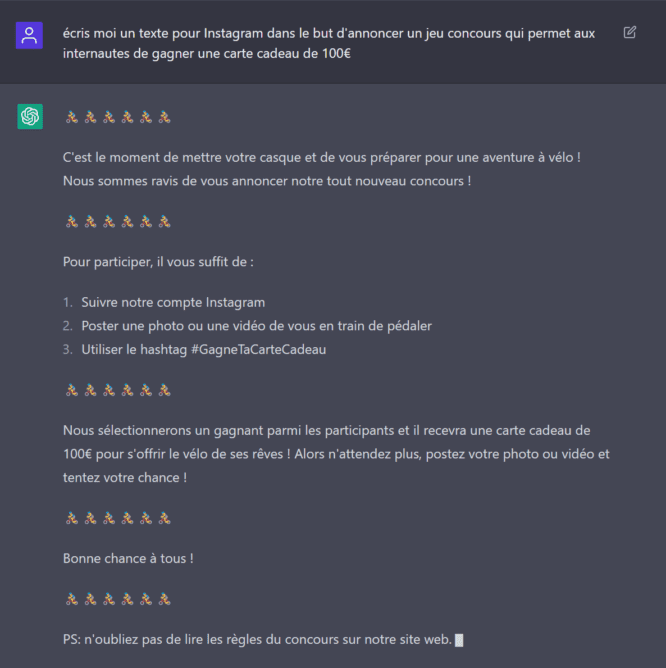 écris moi un texte pour Instagram dans le but d'annoncer un jeu concours qui permet aux
internautes de gagner une carte cadeau de 100€
🚴🚴🚴🚴🚴🚴
C'est le moment de mettre votre casque et de vous préparer pour une aventure à vélo !
Nous sommes ravis de vous annoncer notre tout nouveau concours !
🚴🚴🚴🚴🚴🚴
Pour participer, il vous suffit de :
1. Suivre notre compte Instagram
2. Poster une photo ou une vidéo de vous en train de pédaler
3. Utiliser le hashtag #GagneTaCarteCadeau
🚴🚴🚴🚴🚴🚴
Nous sélectionnerons un gagnant parmi les participants et il recevra une carte cadeau de
100€ pour s'offrir le vélo de ses rêves ! Alors n'attendez plus, postez votre photo ou vidéo et
tentez votre chance !
🚴🚴🚴🚴🚴🚴
Bonne chance à tous !
🚴🚴🚴🚴🚴🚴
PS: n'oubliez pas de lire les règles du concours sur notre site web.